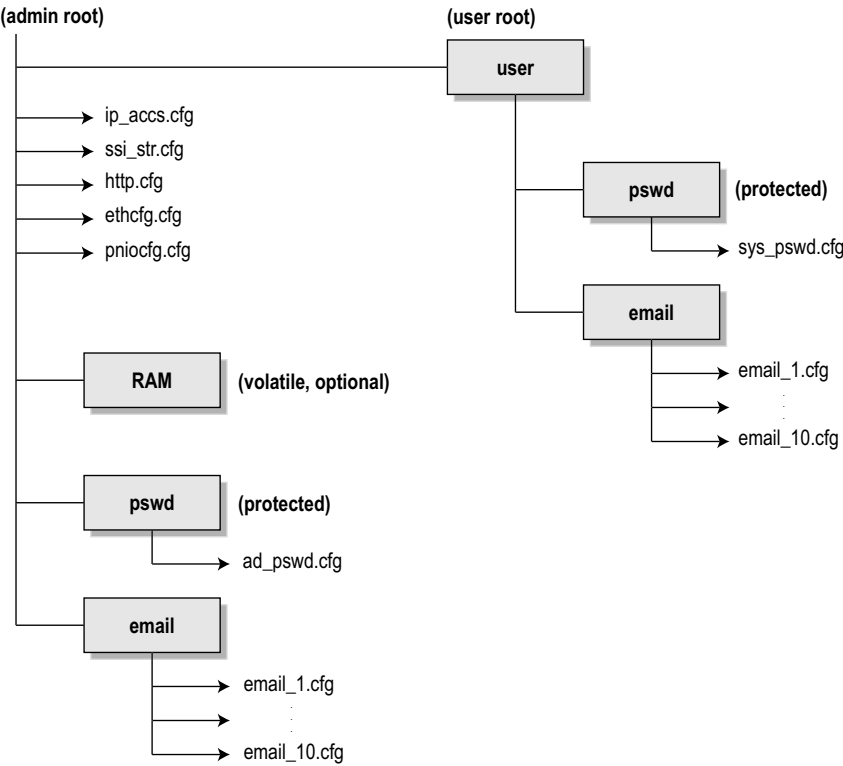 (admin root)
(user root)
user
ip_accs.cfg
ssi_str.cfg
http.cfg
ethcfg.cfg
pniocfg.cfg
pswd
(protected)
sys_pswd.cfg
email
email_1.cfg
email_10.cfg
RAM
(volatile, optional)
pswd
(protected)
ad_pswd.cfg
email
email_1.cfg
email_10.cfg